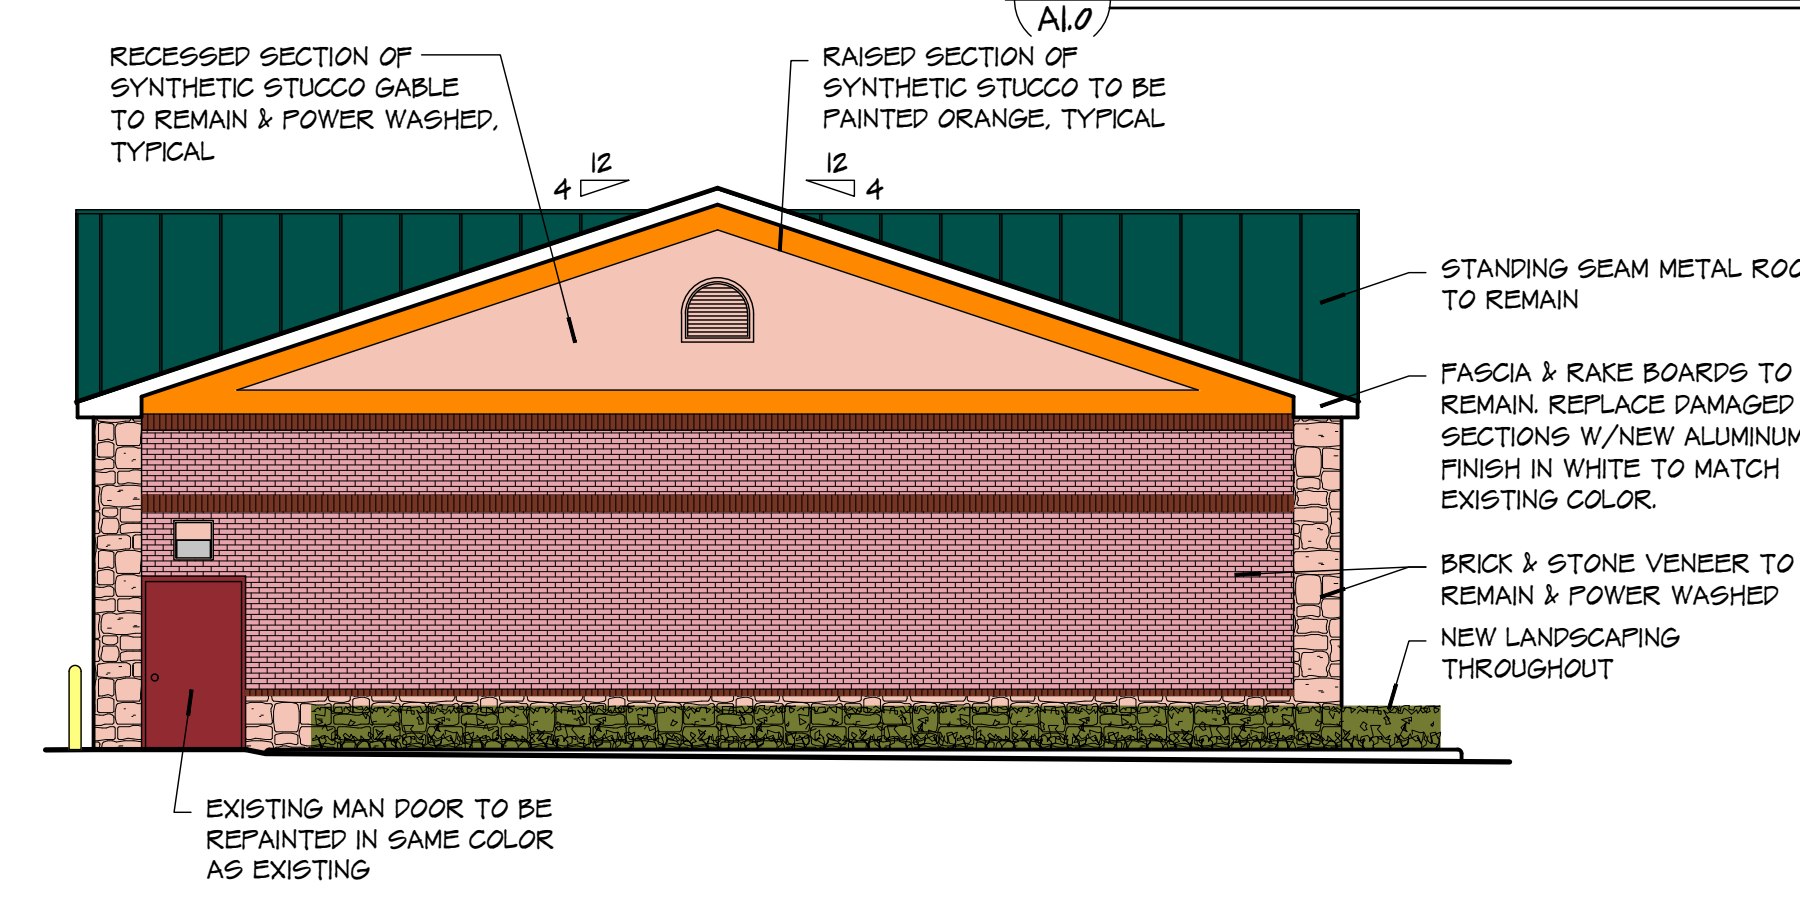 A1.0
RECESSED SECTION OF
SYNTHETIC STUCCO GABLE
TO REMAIN & POWER WASHED,
TYPICAL
RAISED SECTION OF
SYNTHETIC STUCCO TO BE
PAINTED ORANGE, TYPICAL
12
4
12
4
STANDING SEAM METAL
TO REMAIN
FASCIA & RAKE BOARDS TO
REMAIN. REPLACE DAMAGED
SECTIONS W/NEW ALUMINUM
FINISH IN WHITE TO MATCH
EXISTING COLOR.
BRICK & STONE VENEER TO
REMAIN & POWER WASHED
NEW LANDSCAPING
THROUGHOUT
EXISTING MAN DOOR TO BE
REPAINTED IN SAME COLOR
AS EXISTING